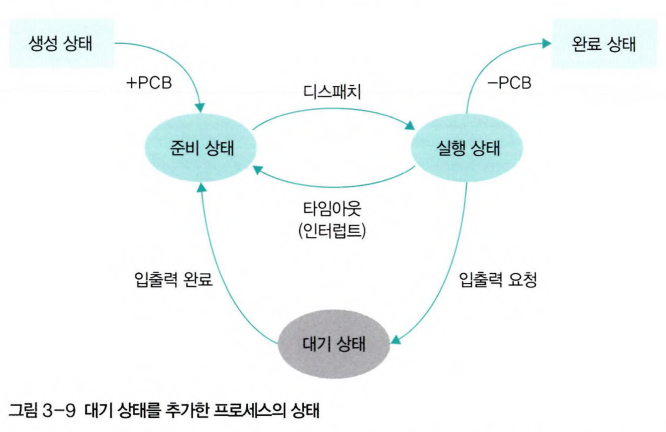 생성 상태
완료 상태
+PCB
디스패치
-PCB
준비 상태
실행 상태
타임아웃
(인터럽트)
입출력 완료
입출력 요청
대기 상태
그림 3-9 대기 상태를 추가한 프로세스의 상태